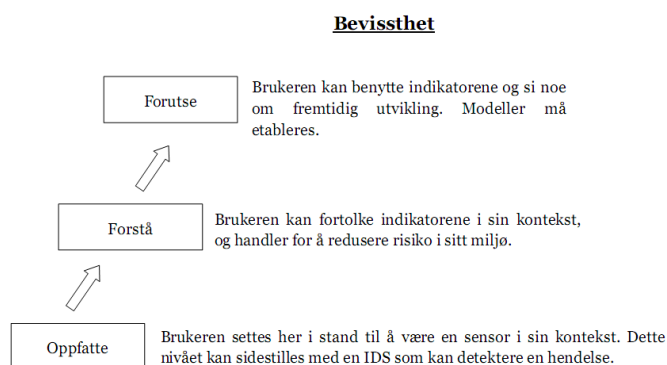 Bevissthet
Forutse
Brukeren kan benytte indikatorene og si noe
om fremtidig utvikling. Modeller må
etableres.
Forstå
Brukeren kan fortolke indikatorene i sin kontekst,
og handler for å redusere risiko i sitt miljø.
Oppfatte
Brukeren settes her i stand til å være en sensor i sin kontekst. Dette
nivået kan sidestilles med en IDS som kan detektere en hendelse.